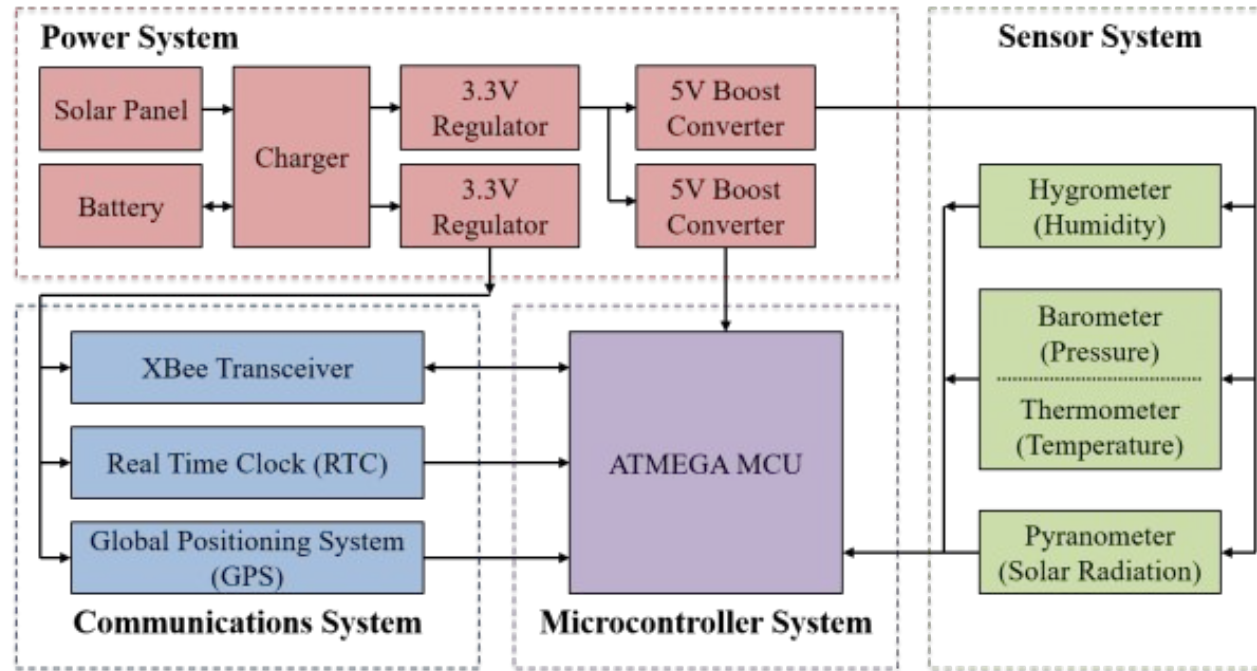 Power System
Solar Panel
Battery
Charger
3.3V
Regulator
3.3V
Regulator
5V Boost
Converter
5V Boost
Converter
Sensor System
Hygrometer
(Humidity)
Barometer
(Pressure)
Thermometer
(Temperature)
Pyranometer
(Solar Radiation)
XBee Transceiver
Real Time Clock (RTC)
Global Positioning System
(GPS)
Communications System
ATMEGA MCU
Microcontroller System